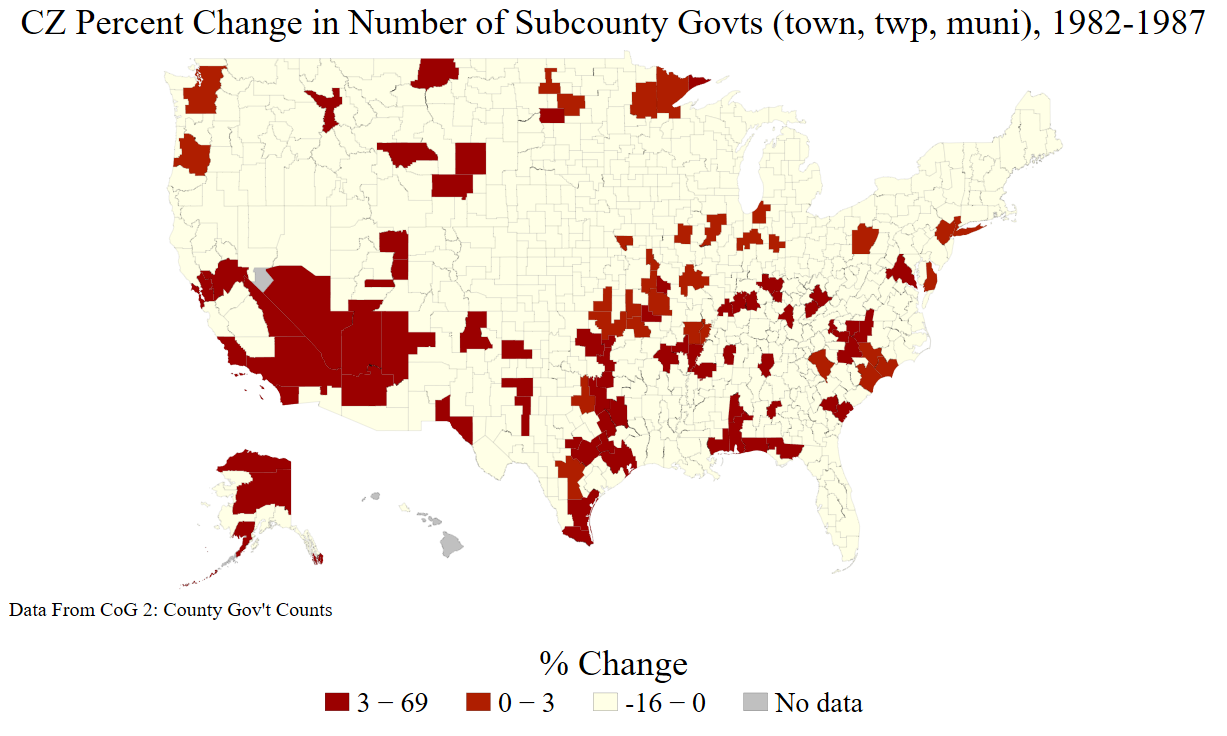 CZ Percent Change in Number of Subcounty Govts (town, twp, muni), 1982-1987
Data From CoG 2: County Gov't Counts
% Change
3 − 69
0 − 3
-16 − 0
No data